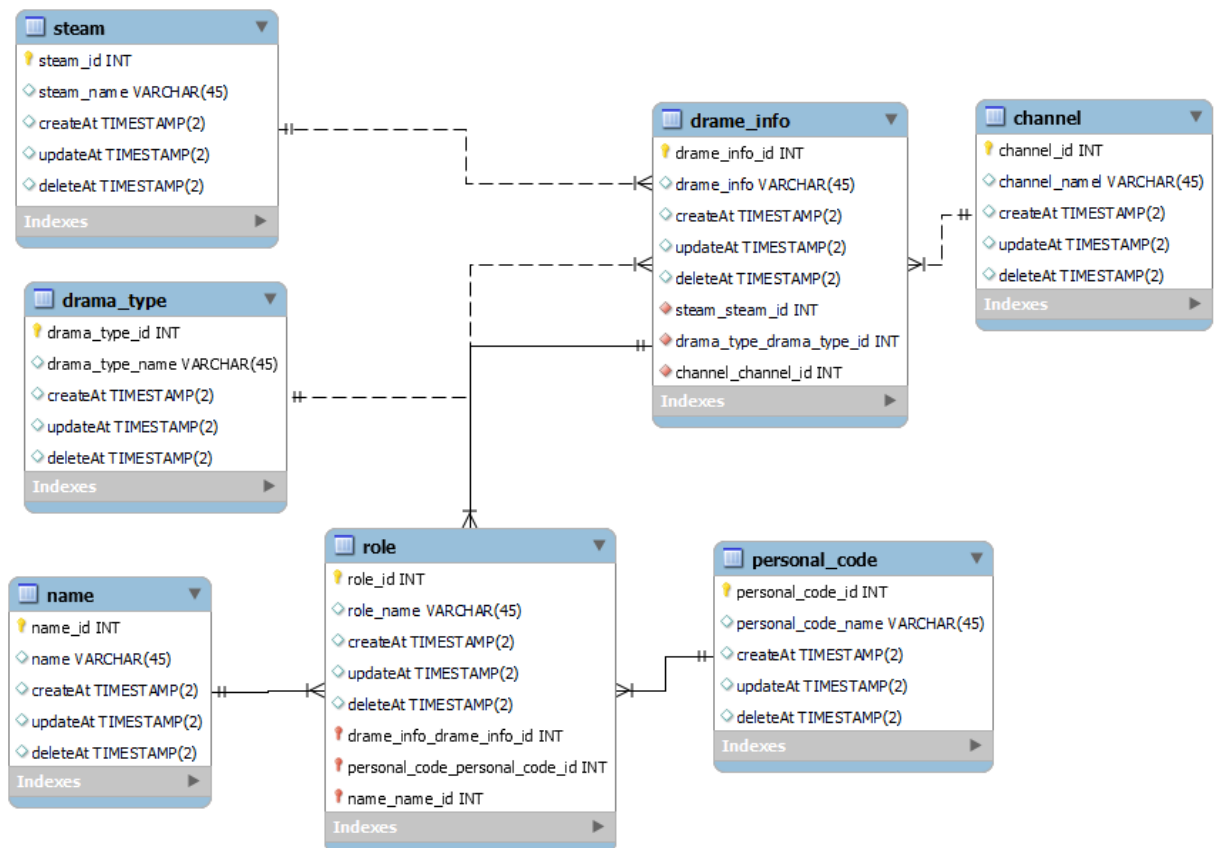 steam
steam_id INT
steam_name VARCHAR(45)
createAt TIMESTAMP(2)
updateAt TIMESTAMP(2)
deleteAt TIMESTAMP(2)
Indexes
drame_info
drame_info_id INT
drame_info VARCHAR(45)
createAt TIMESTAMP(2)
updateAt TIMESTAMP(2)
deleteAt TIMESTAMP(2)
steam_steam_id INT
drama_type_drama_type_id INT
channel_channel_id INT
Indexes
channel
channel_id INT
channel_namel VARCHAR(45)
createAt TIMESTAMP(2)
updateAt TIMESTAMP(2)
deleteAt TIMESTAMP(2)
Indexes
drama_type
drama_type_id INT
drama_type_name VARCHAR(45)
createAt TIMESTAMP(2)
updateAt TIMESTAMP(2)
deleteAt TIMESTAMP(2)
Indexes
name
name_id INT
name VARCHAR(45)
createAt TIMESTAMP(2)
updateAt TIMESTAMP(2)
deleteAt TIMESTAMP(2)
Indexes
role
role_id INT
role_name VARCHAR(45)
createAt TIMESTAMP(2)
updateAt TIMESTAMP(2)
deleteAt TIMESTAMP(2)
drame_info_drame_info_id INT
personal_code_personal_code_id INT
name_name_id INT
Indexes
personal_code
personal_code_id INT
personal_code_name VARCHAR(45)
createAt TIMESTAMP(2)
updateAt TIMESTAMP(2)
deleteAt TIMESTAMP(2)
Indexes